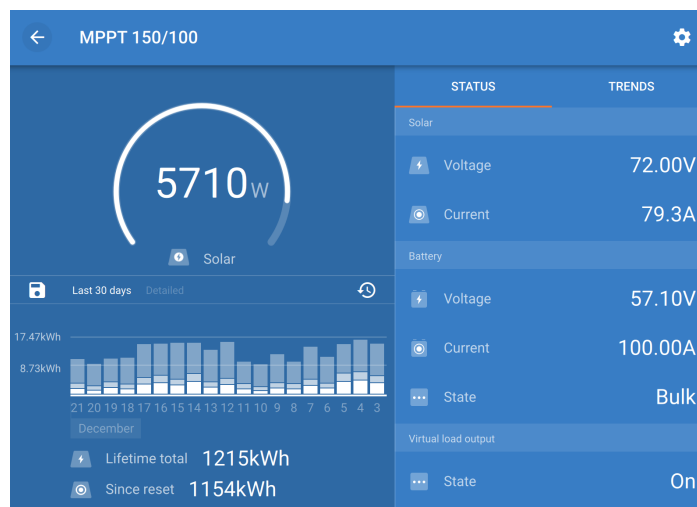 MPPT 150/100
5710W
Solar
Last 30 days Detailed
17.47kWh
8.73kWh
21 20 19 18 17 16 15 14 13 12 11 10 9 8 7 6 5 4 3
December
Lifetime total 1215kWh
Since reset 1154kWh
STATUS TRENDS
Solar
Voltage 72.00V
Current 79.3A
Battery
Voltage 57.10V
Current 100.00A
State Bulk
Virtual load output
State On